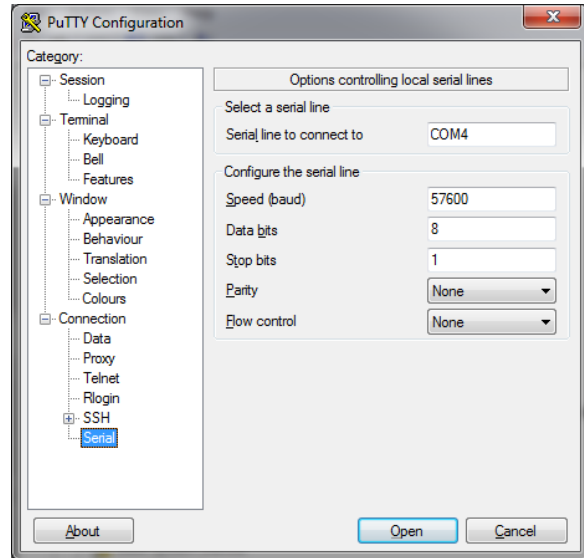 PuTTY Configuration
Category:
Session
Logging
Terminal
Keyboard
Bell
Features
Window
Appearance
Behaviour
Translation
Selection
Colours
Connection
Data
Proxy
Telnet
Rlogin
SSH
Serial
Options controlling local serial lines
Select a serial line
Serial line to connect to COM4
Configure the serial line
Speed (baud) 57600
Data bits 8
Stop bits 1
Parity None
Flow control None
About Open Cancel